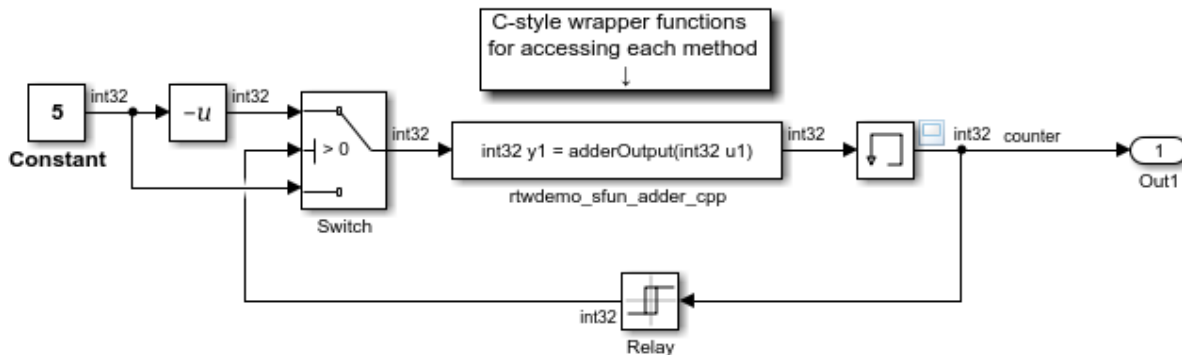 C-style wrapper functions
for accessing each method
↓
5
int32
-u
int32
> 0
int32
int32 y1 = adderOutput(int32 u1)
int32
int32
counter
1
Constant
Out1
rtwdemo_sfun_adder_cpp
Switch
int32
Relay